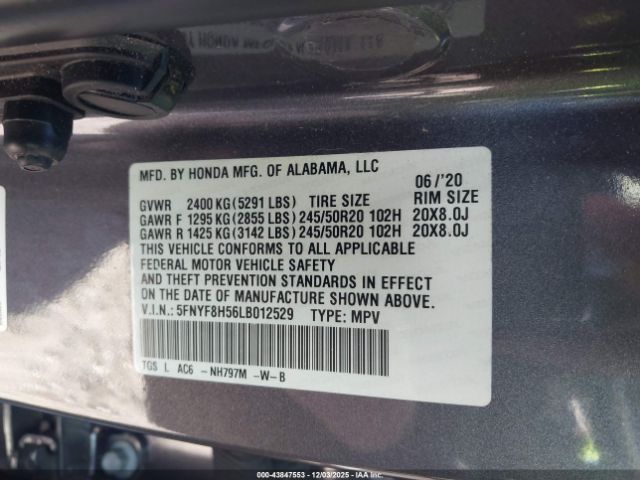 MFD. BY HONDA MFG. OF ALABAMA, LLC 06/'20
GVWR 2400 KG (5291 LBS) TIRE SIZE RIM SIZE
GAWR F 1295 KG (2855 LBS) 245/50R20 102H 20X8.0J
GAWR R 1425 KG (3142 LBS) 245/50R20 102H 20X8.0J
THIS VEHICLE CONFORMS TO ALL APPLICABLE
FEDERAL MOTOR VEHICLE SAFETY
AND THEFT PREVENTION STANDARDS IN EFFECT
ON THE DATE OF MANUFACTURE SHOWN ABOVE.
V.I.N.: 5FNYF8H56LB012529 TYPE: MPV
TGS L AC6 -NH797M -W-B
000-43847553 | 12/03/2025 - IAAI.COM